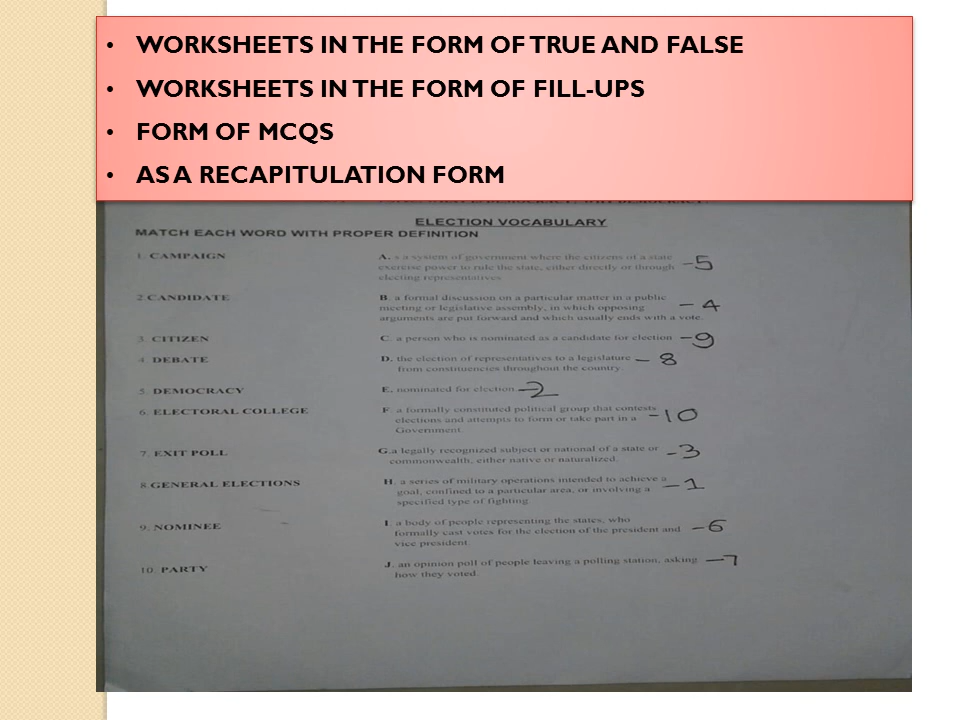 • WORKSHEETS IN THE FORM OF TRUE AND FALSE
• WORKSHEETS IN THE FORM OF FILL-UPS
• FORM OF MCQS
• AS A RECAPITULATION FORM
ELECTION VOCABULARY
MATCH EACH WORD WITH PROPER DEFINITION
1. CAMPAIGN
A. s a system of government where the citizens of a state
exercise power to rule the state, either directly or through
electing representatives
-5
2.CANDIDATE
B. a formal discussion on a particular matter in a public
meeting or legislative assembly, in which opposing
arguments are put forward and which usually ends with a vote.
-4
3. CITIZEN
C. a person who is nominated as a candidate for election
-9
4. DEBATE
D. the election of representatives to a legislature
from constituencies throughout the country.
-8
5. DEMOCRACY
E. nominated for election
-2
6. ELECTORAL COLLEGE
F. a formally constituted political group that contests
elections and attempts to form or take part in a
Government.
-10
7. EXIT POLL
G.a legally recognized subject or national of a state or
commonwealth, either native or naturalized.
-3
8.GENERAL ELECTIONS
H. a series of military operations intended to achieve a
goal, confined to a particular area, or involving a
specified type of fighting
-1
9. NOMINEE
I. a body of people representing the states, who
formally cast votes for the election of the president and
vice president.
-6
10. PARTY
J. an opinion poll of people leaving a polling station, asking
how they voted.
-7